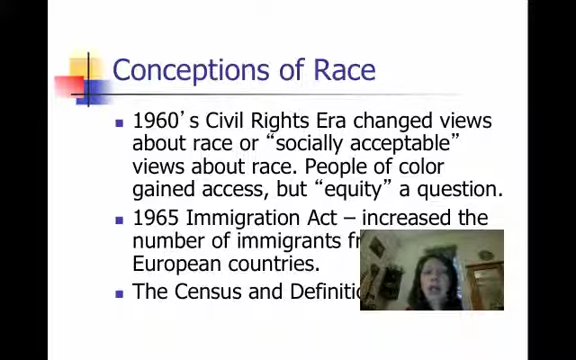 Conceptions of Race
1960's Civil Rights Era changed views
about race or “socially acceptable”
views about race. People of color
gained access, but “equity” a question.
1965 Immigration Act – increased the
number of immigrants
European countries.
The Census and